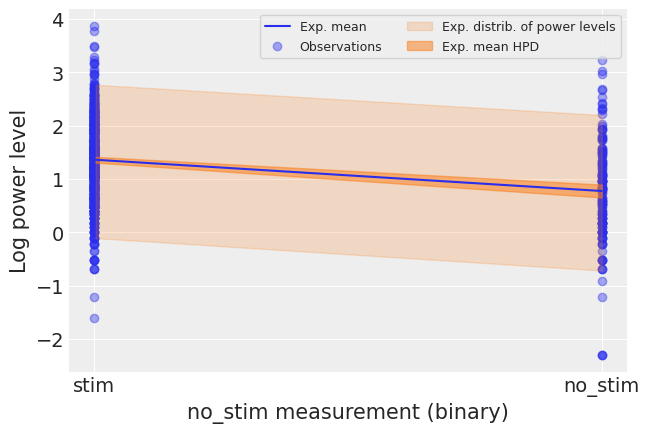 4
3
2
1
0
−1
−2
Log power level
Exp. mean
Observations
Exp. distrib. of power levels
Exp. mean HPD
stim
no_stim
no_stim measurement (binary)